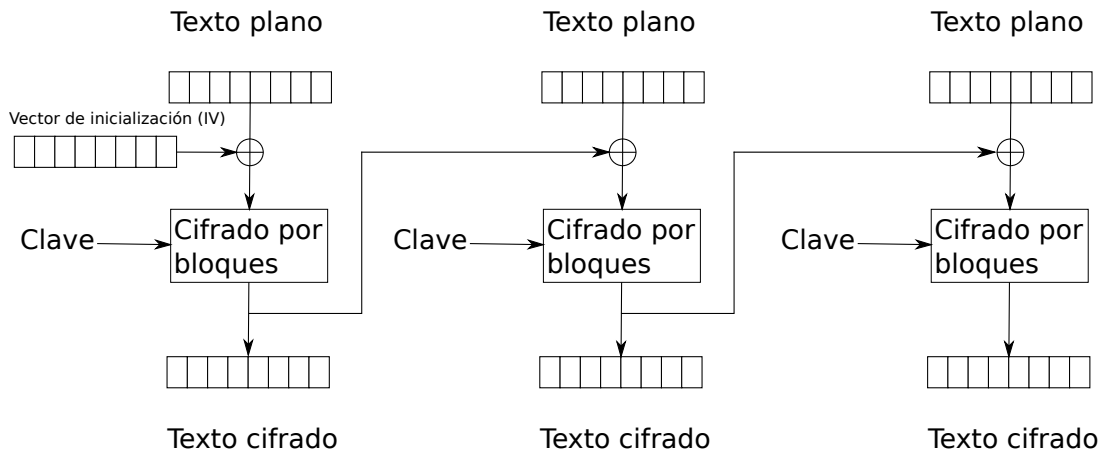 Texto plano
Texto plano
Texto plano
Vector de inicialización (IV)
Clave
Cifrado por
bloques
Clave
Cifrado por
bloques
Clave
Cifrado por
bloques
Texto cifrado
Texto cifrado
Texto cifrado